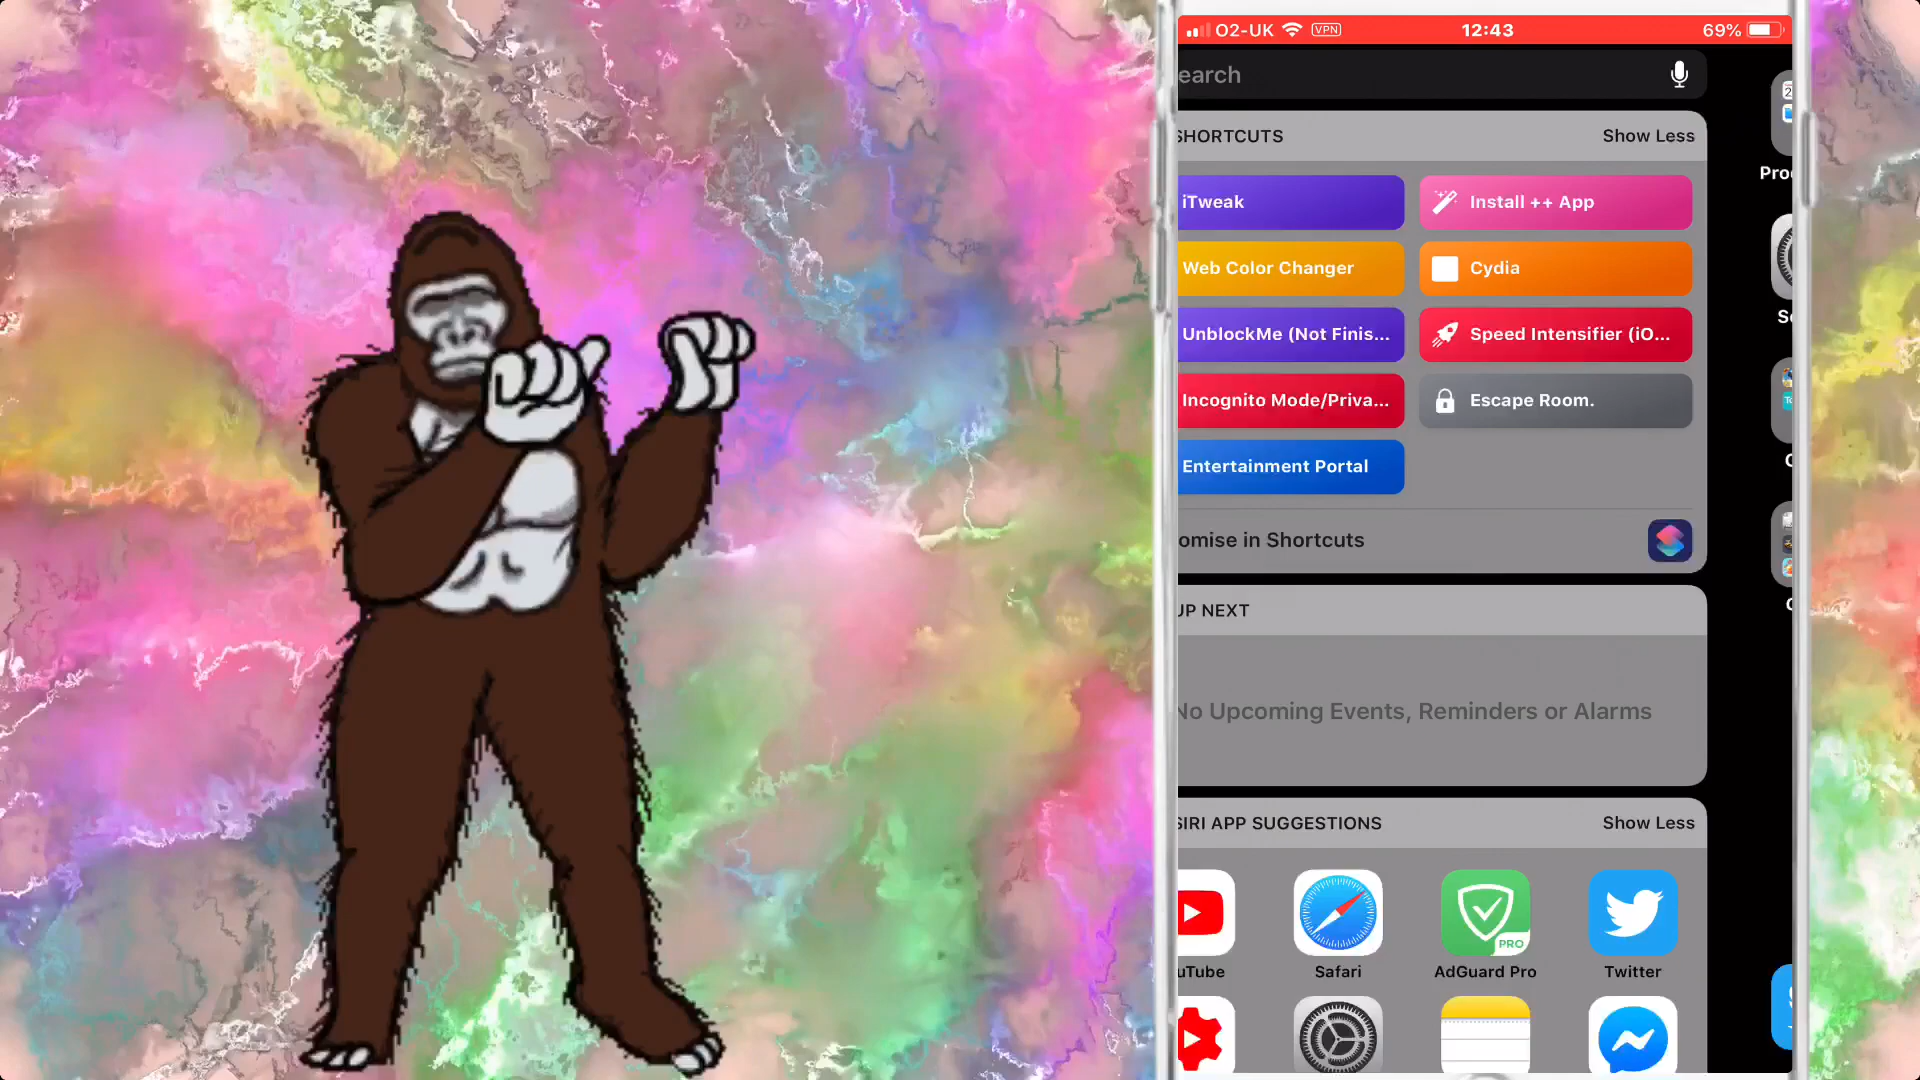 O2-UK VPN 12:43 69%
earch
SHORTCUTS Show Less
iTweak Install ++ App
Web Color Changer Cydia
UnblockMe (Not Finis... Speed Intensifier (iO...
Incognito Mode/Priva... Escape Room.
Entertainment Portal
omise in Shortcuts
UP NEXT
No Upcoming Events, Reminders or Alarms
SIRI APP SUGGESTIONS Show Less
PRO
uTube Safari AdGuard Pro Twitter
Pro
S